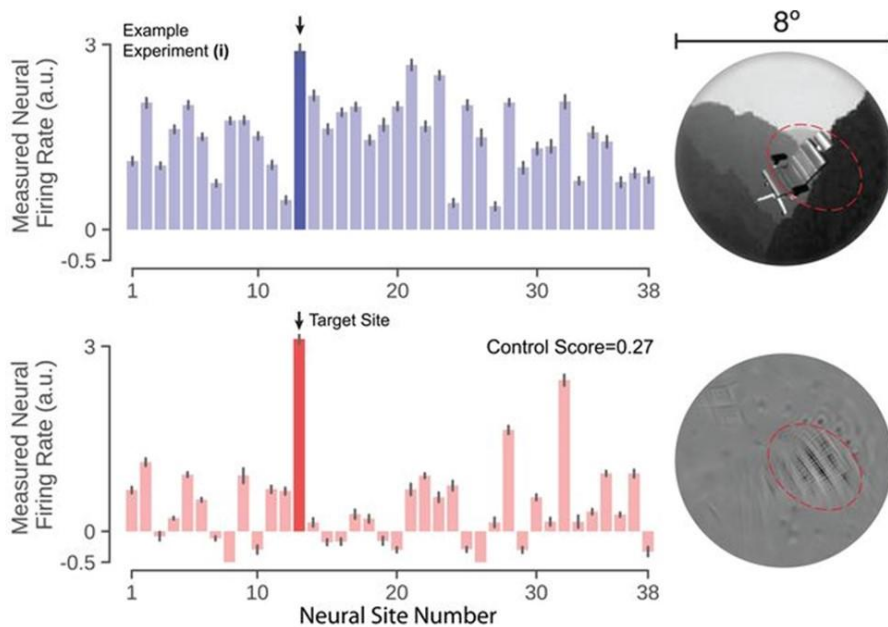 Example
Experiment (i)
8º
Measured Neural
Firing Rate (a.u.)
3
0
-0.5
1
10
20
30
38
Target Site
Control Score=0.27
Measured Neural
Firing Rate (a.u.)
3
0
-0.5
1
10
20
30
38
Neural Site Number